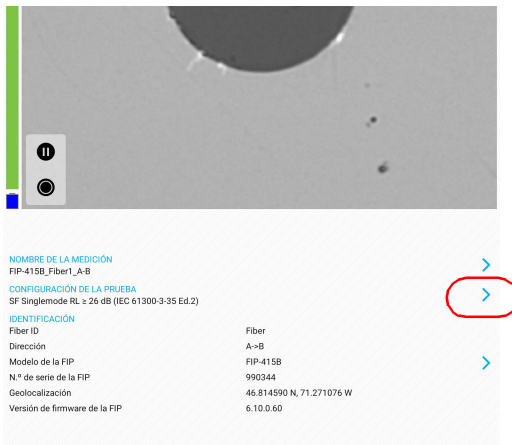 NOMBRE DE LA MEDICIÓN
FIP-415B_Fiber1_A-B
CONFIGURACIÓN DE LA PRUEBA
SF Singlemode RL ≥ 26 dB (IEC 61300-3-35 Ed.2)
IDENTIFICACIÓN
Fiber ID Fiber
Dirección A->B
Modelo de la FIP FIP-415B
N.º de serie de la FIP 990344
Geolocalización 46.814590 N, 71.271076 W
Versión de firmware de la FIP 6.10.0.60